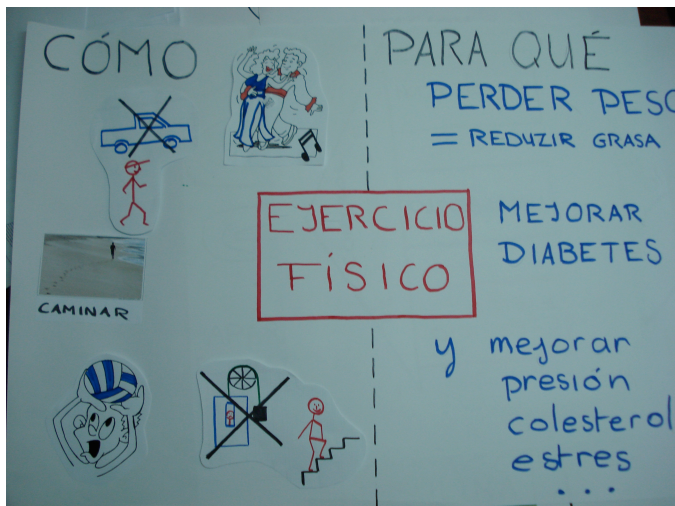 CÓMO
CAMINAR
EJERCICIO
FÍSICO
PARA QUÉ
PERDER PESO
= REDUZIR GRASA
MEJORAR
DIABETES
y mejorar
presión
colesterol
estres
...